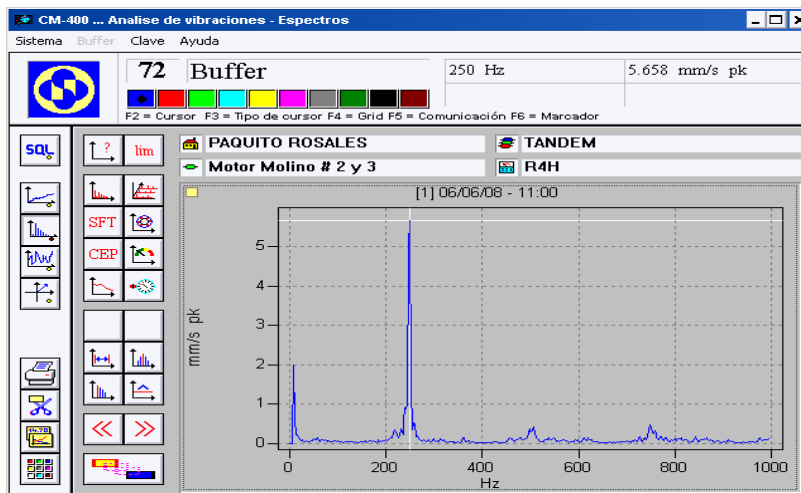 CM-400 ... Analise de vibraciones - Espectros
Sistema Buffer Clave Ayuda
72 Buffer 250 Hz 5.658 mm/s pk
F2 = Cursor F3 = Tipo de cursor F4 = Grid F5 = Comunicación F6 = Marcador
SQL ? lim PAQUITO ROSALES TANDEM
Motor Molino # 2 y 3 R4H
[1] 06/06/08 - 11:00
SFT
CEP
mm/s pk
5
4
3
2
1
0
0 200 400 600 800 1000
Hz
<< >>
14.78